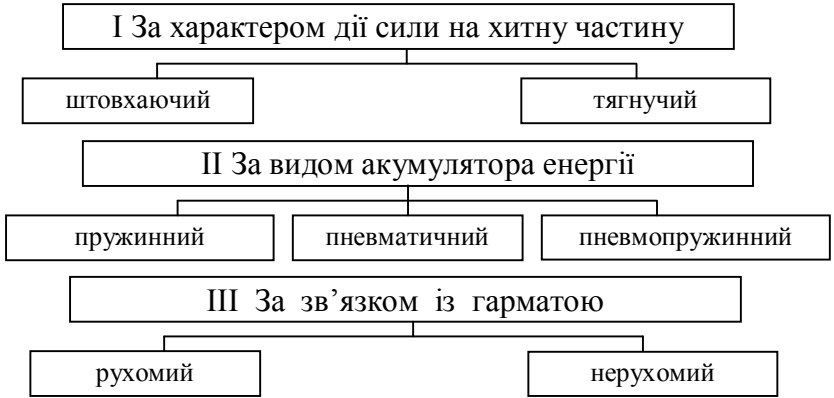 I За характером дії сили на хитну частину
штовхаючий
тягнучий
II За видом акумулятора енергії
пружинний
пневматичний
пневмопружинний
III За зв’язком із гарматою
рухомий
нерухомий